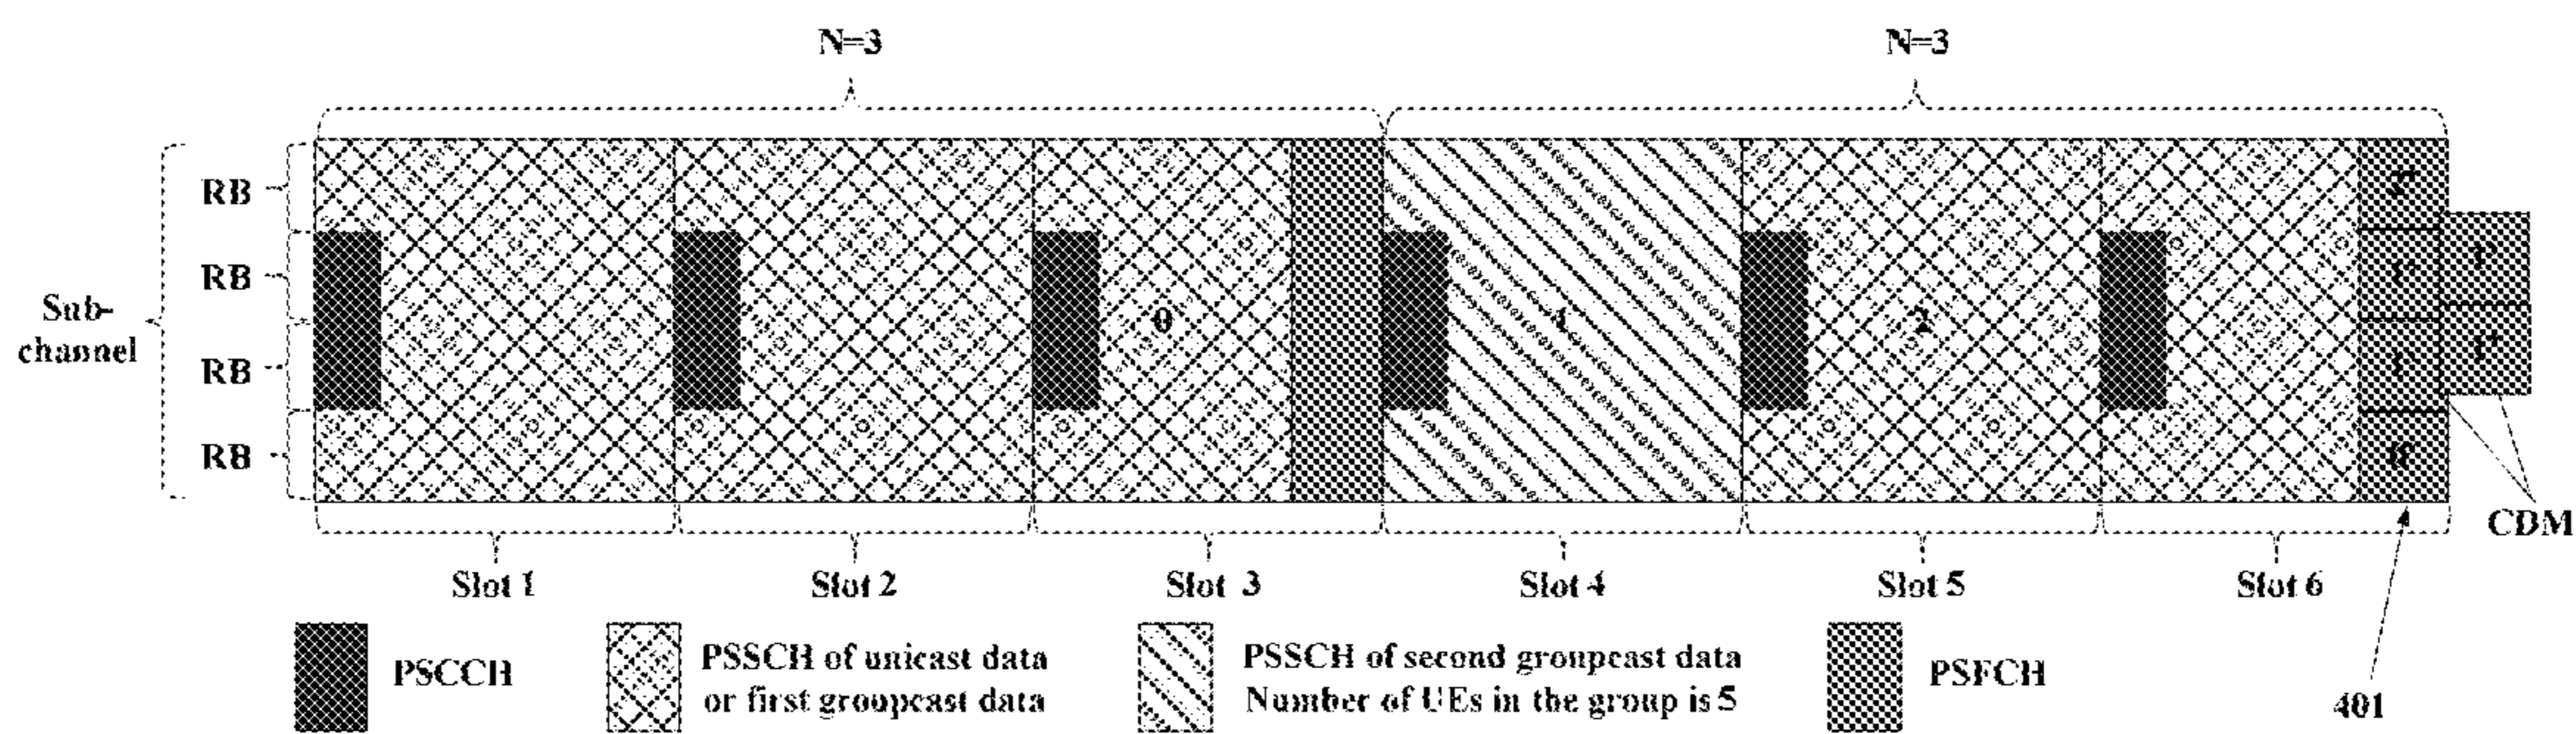 N=3
N=3
RB
RB
Sub-
channel
RB
RB
0
1
2
CDM
Slot 1
Slot 2
Slot 3
Slot 4
Slot 5
Slot 6
PSCCH
PSSCH of unicast data
or first groupcast data
PSSCH of second groupcast data
Number of UEs in the group is 5
PSFCH
401